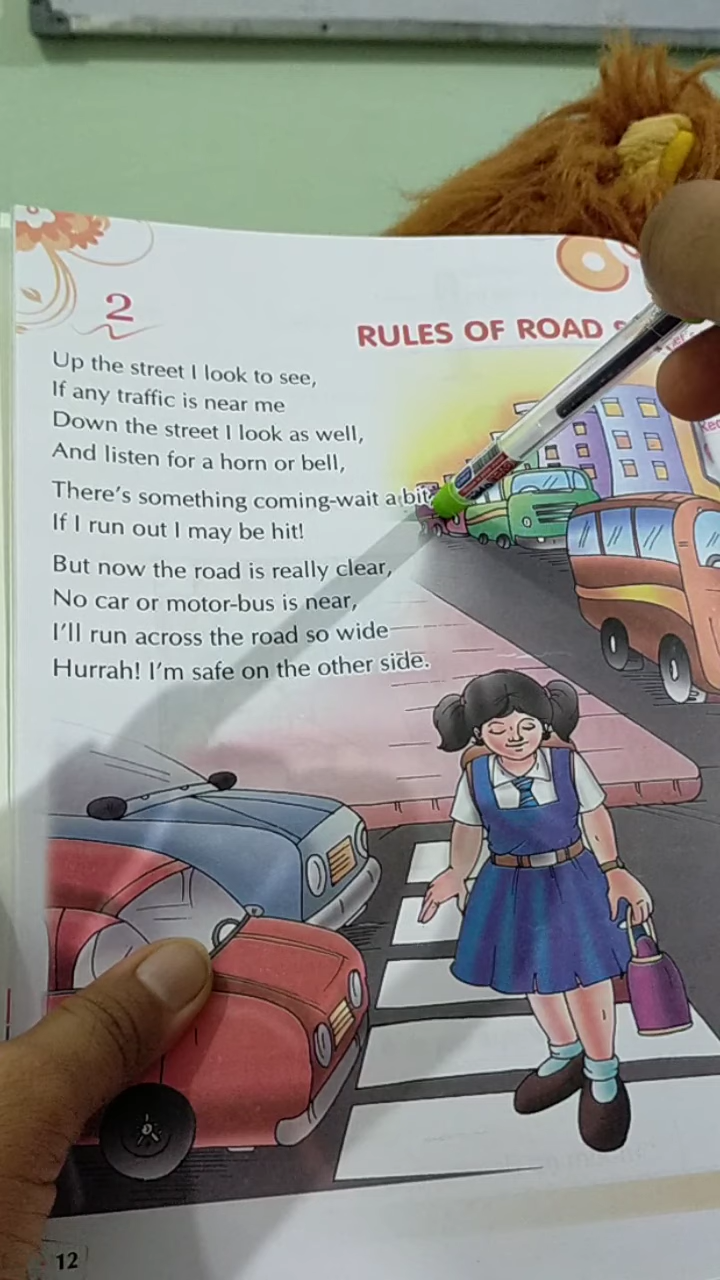 2
RULES OF ROAD
Up the street I look to see,
If any traffic is near me
Down the street I look as well,
And listen for a horn or bell,
There's something coming-wait a bit
If I run out I may be hit!
But now the road is really clear,
No car or motor-bus is near,
I'll run across the road so wide
Hurrah! I'm safe on the other side.
12